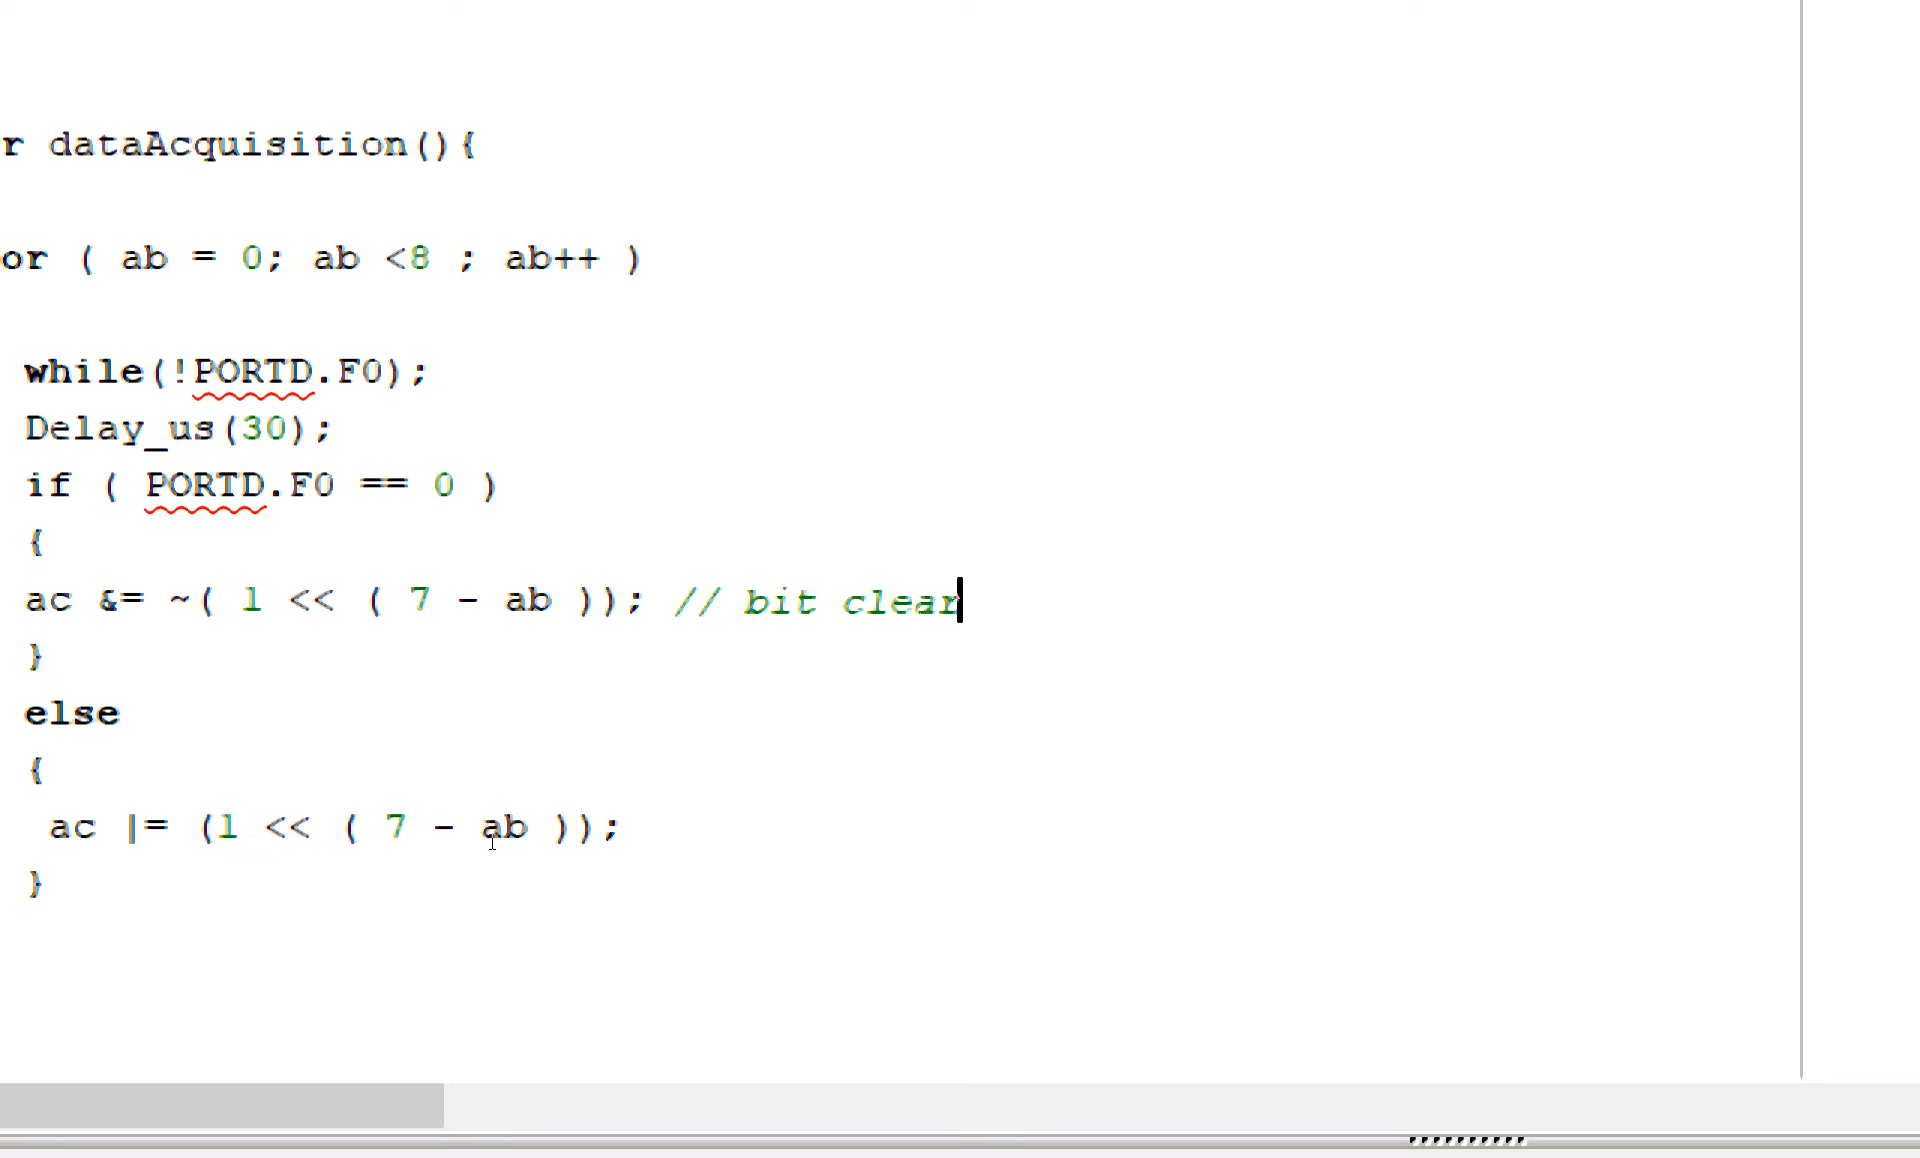 r dataAcquisition(){
or ( ab = 0; ab <8 ; ab++ )
while(!PORTD.F0);
Delay_us(30);
if ( PORTD.F0 == 0 )
{
ac &= ~( 1 << ( 7 - ab )); // bit clear
}
else
{
ac |= (1 << ( 7 - ab ));
}